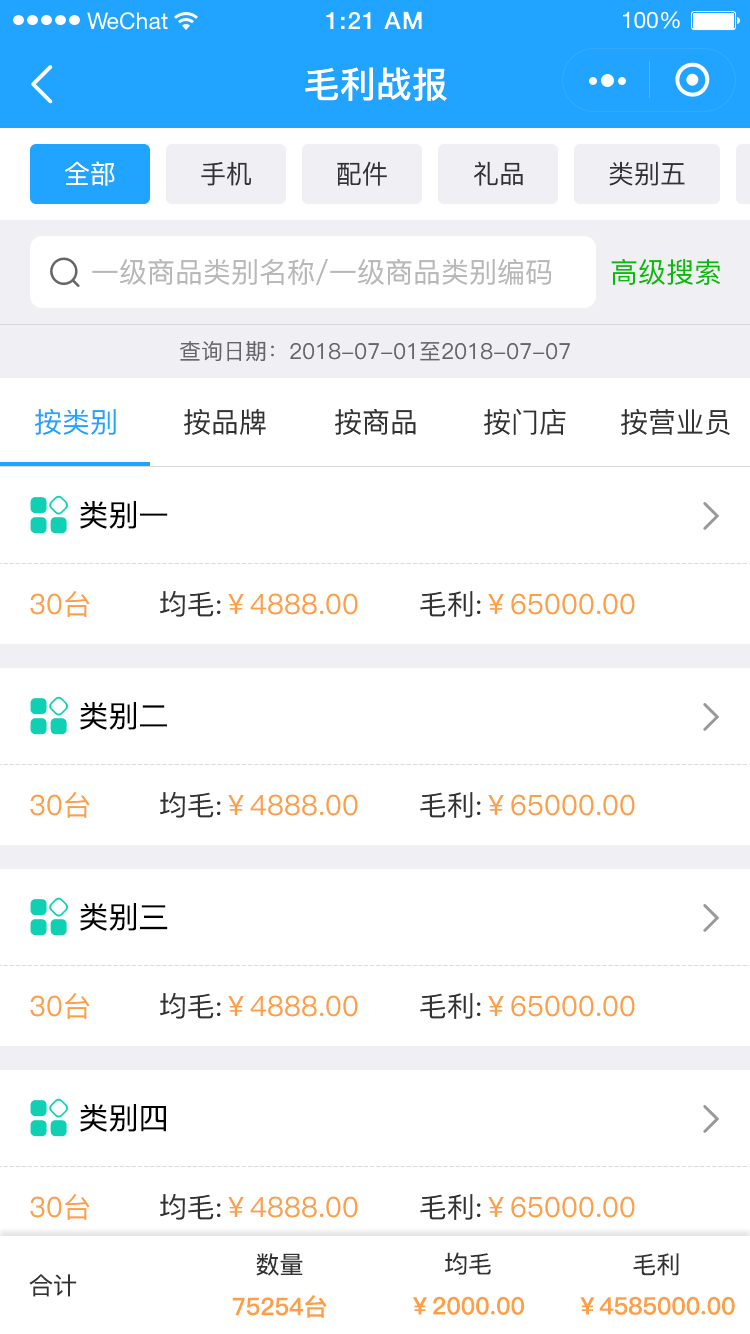 WeChat 1:21 AM 100%
毛利战报
全部 手机 配件 礼品 类别五
一级商品类别名称/一级商品类别编码 高级搜索
查询日期：2018-07-01至2018-07-07
按类别 按品牌 按商品 按门店 按营业员
类别一
30台 均毛:￥4888.00 毛利:￥65000.00
类别二
30台 均毛:￥4888.00 毛利:￥65000.00
类别三
30台 均毛:￥4888.00 毛利:￥65000.00
类别四
30台 均毛:￥4888.00 毛利:￥65000.00
数量 均毛 毛利
合计
75254台 ￥2000.00 ￥4585000.00